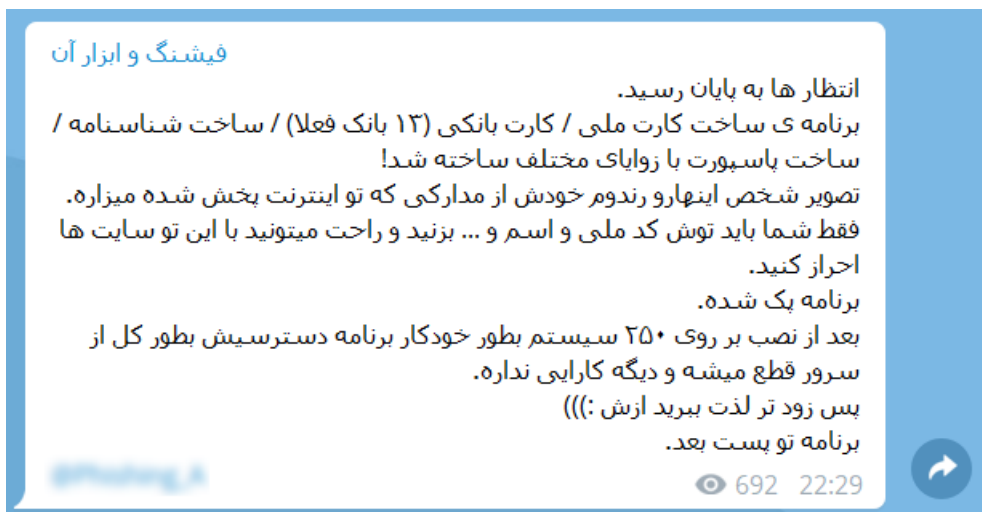 فیشنگ و ابزار آن
انتظار ها به پایان رسید.
برنامه ی ساخت کارت ملی / کارت بانکی (۱۳ بانک فعلا) / ساخت شناسنامه /
ساخت پاسپورت با زوایای مختلف ساخته شد!
تصویر شخص اینهارو رندوم خودش از مدارکی که تو اینترنت پخش شده میزاره.
فقط شما باید توش کد ملی و اسم و ... بزنید و راحت میتونید با این تو سایت ها
احراز کنید.
برنامه پک شده.
بعد از نصب بر روی ۲۵۰ سیستم بطور خودکار برنامه دسترسیش بطور کل از
سرور قطع میشه و دیگه کارایی نداره.
پس زود تر لذت ببرید ازش :)))
برنامه تو پست بعد.
@Phishing_A
692 22:29